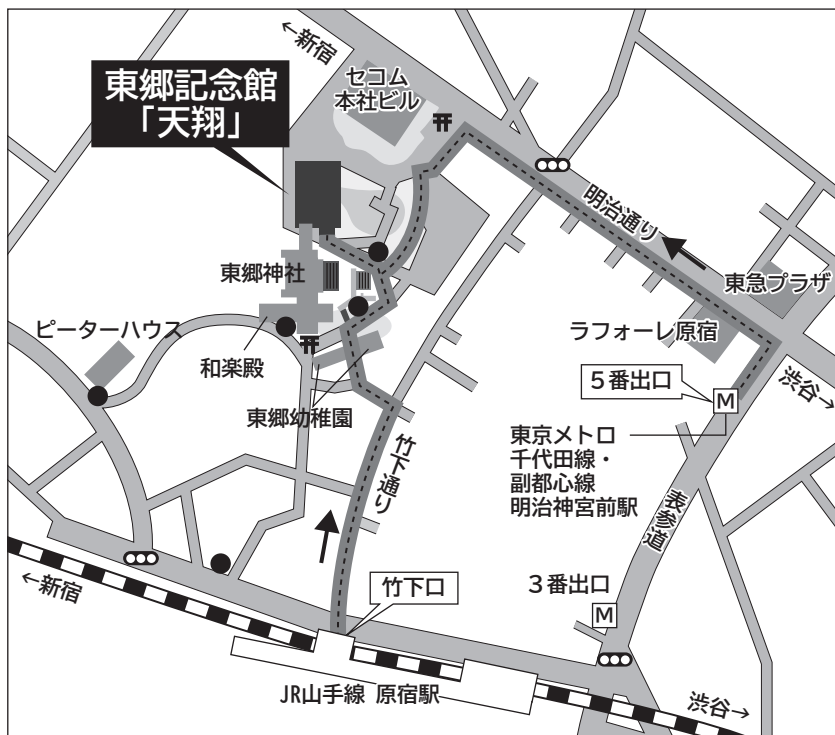 ←新宿
セコム
本社ビル
東郷記念館
「天翔」
明治通り
東急プラザ
東郷神社
ピーターハウス
ラフォーレ原宿
和楽殿
5番出口
M
渋谷→
東郷幼稚園
竹下通り
東京メトロ
千代田線・
副都心線
明治神宮前駅
表参道
←新宿
竹下口
3番出口
M
JR山手線 原宿駅
渋谷→